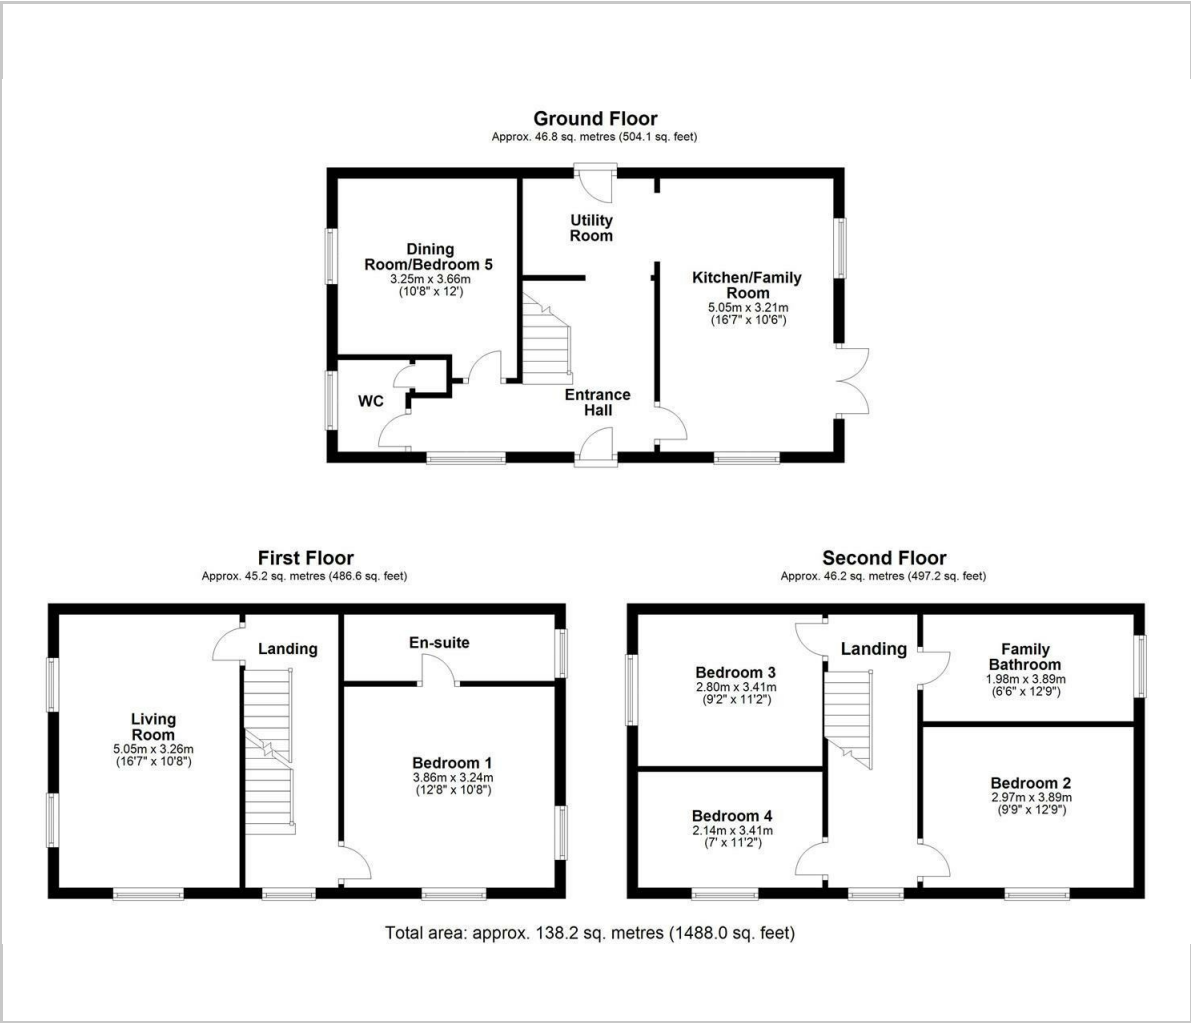 Ground Floor
Approx. 46.8 sq. metres (504.1 sq. feet)
Utility
Room
Dining
Room/Bedroom 5
3.25m x 3.66m
(10'8" x 12')
Kitchen/Family
Room
5.05m x 3.21m
(16'7" x 10'6")
WC
Entrance
Hall
First Floor
Approx. 45.2 sq. metres (486.6 sq. feet)
Landing
En-suite
Living
Room
5.05m x 3.26m
(16'7" x 10'8")
Bedroom 1
3.86m x 3.24m
(12'8" x 10'8")
Second Floor
Approx. 46.2 sq. metres (497.2 sq. feet)
Landing
Family
Bathroom
1.98m x 3.89m
(6'6" x 12'9")
Bedroom 3
2.80m x 3.41m
(9'2" x 11'2")
Bedroom 2
2.97m x 3.89m
(9'9" x 12'9")
Bedroom 4
2.14m x 3.41m
(7' x 11'2")
Total area: approx. 138.2 sq. metres (1488.0 sq. feet)